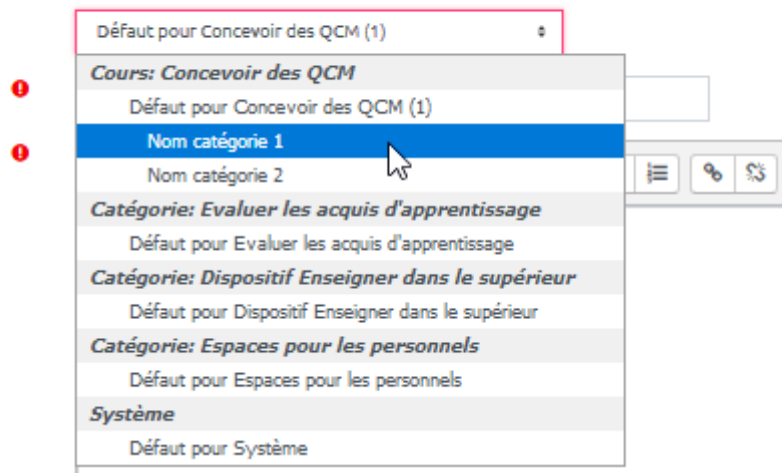 Défaut pour Concevoir des QCM (1)
Cours: Concevoir des QCM
Défaut pour Concevoir des QCM (1)
Nom catégorie 1
Nom catégorie 2
Catégorie: Evaluer les acquis d'apprentissage
Défaut pour Evaluer les acquis d'apprentissage
Catégorie: Dispositif Enseigner dans le supérieur
Défaut pour Dispositif Enseigner dans le supérieur
Catégorie: Espaces pour les personnels
Défaut pour Espaces pour les personnels
Système
Défaut pour Système